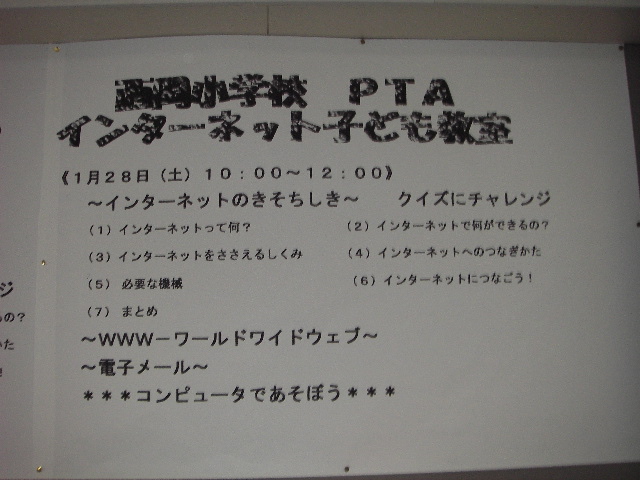 西岡小学校 PTA
インターネット子ども教室
《1月28日(土)10:00~12:00》
~インターネットのきそちしき~ クイズにチャレンジ
(1)インターネットって何? (2)インターネットで何ができるの?
(3)インターネットをささえるしくみ (4)インターネットへのつなぎかた
(5) 必要な機械 (6)インターネットにつなごう!
(7) まとめ
~WWW-ワールドワイドウェブ~
~電子メール~
***コンピュータであそぼう***
ジ
の?
た
!